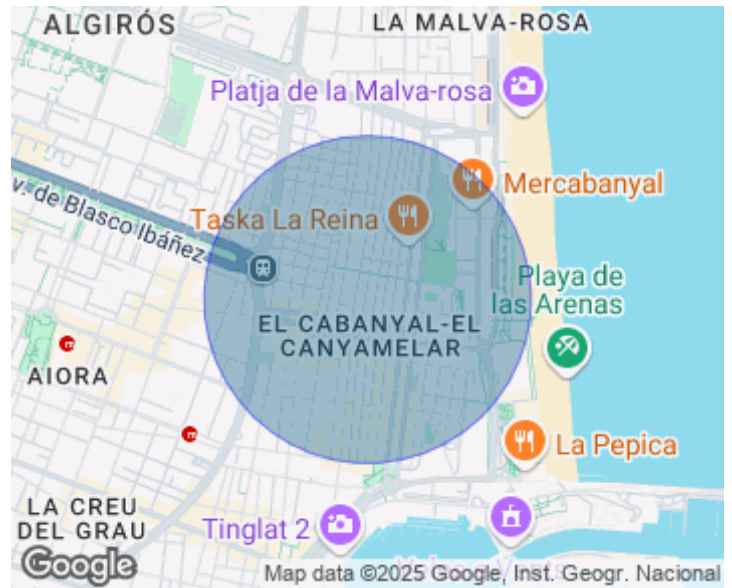 ALGIRÓS
LA MALVA-ROSA
Platja de la Malva-rosa
Mercabanyal
Taska La Reina
v. de Blasco Ibáñez
Playa de
las Arenas
EL CABANYAL-EL
CANYAMELAR
AIORA
La Pepica
LA CREU
DEL GRAU
Tinglat 2
Google
Map data ©2025 Google, Inst. Geogr. Nacional